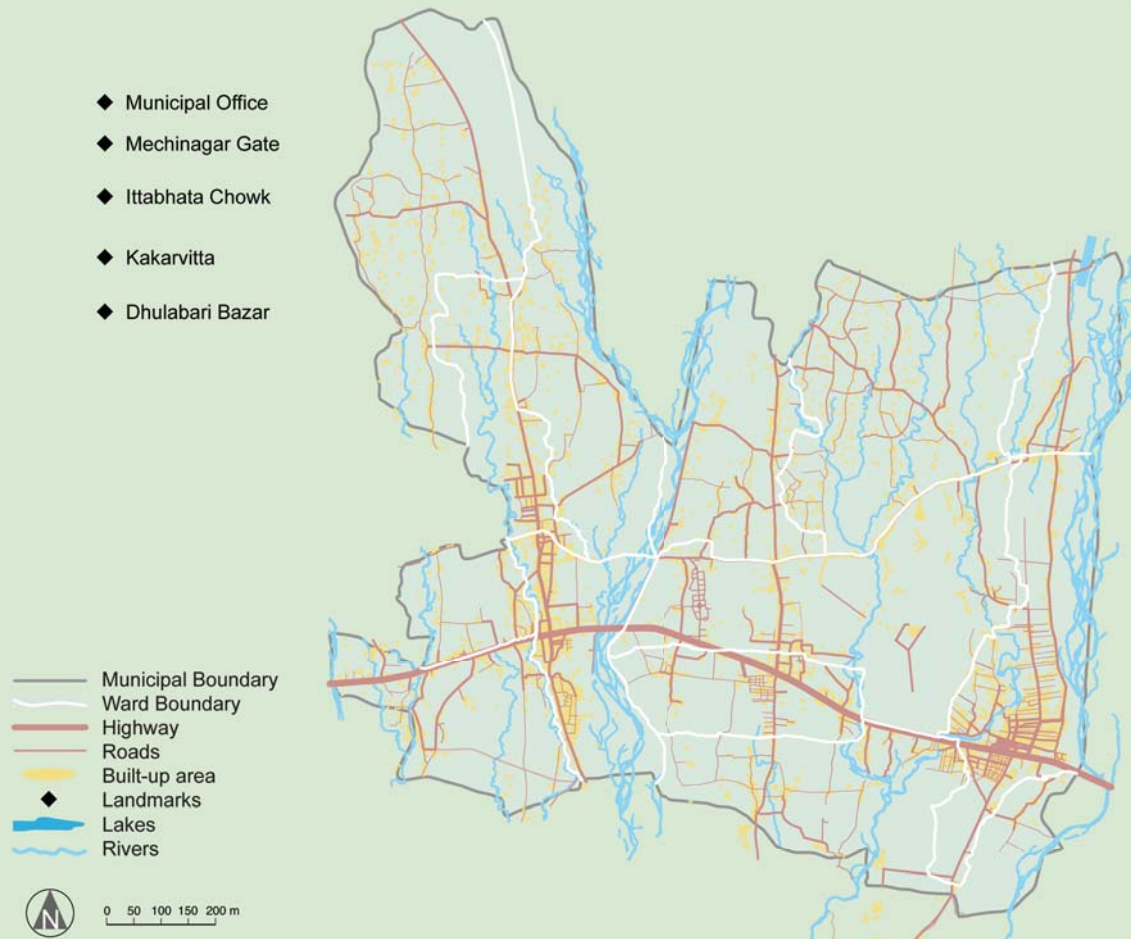 Municipal Office
Mechinagar Gate
Ittabhata Chowk
Kakarvitta
Dhulabari Bazar
Municipal Boundary
Ward Boundary
Highway
Roads
Built-up area
Landmarks
Lakes
Rivers
N
0 50 100 150 200 m